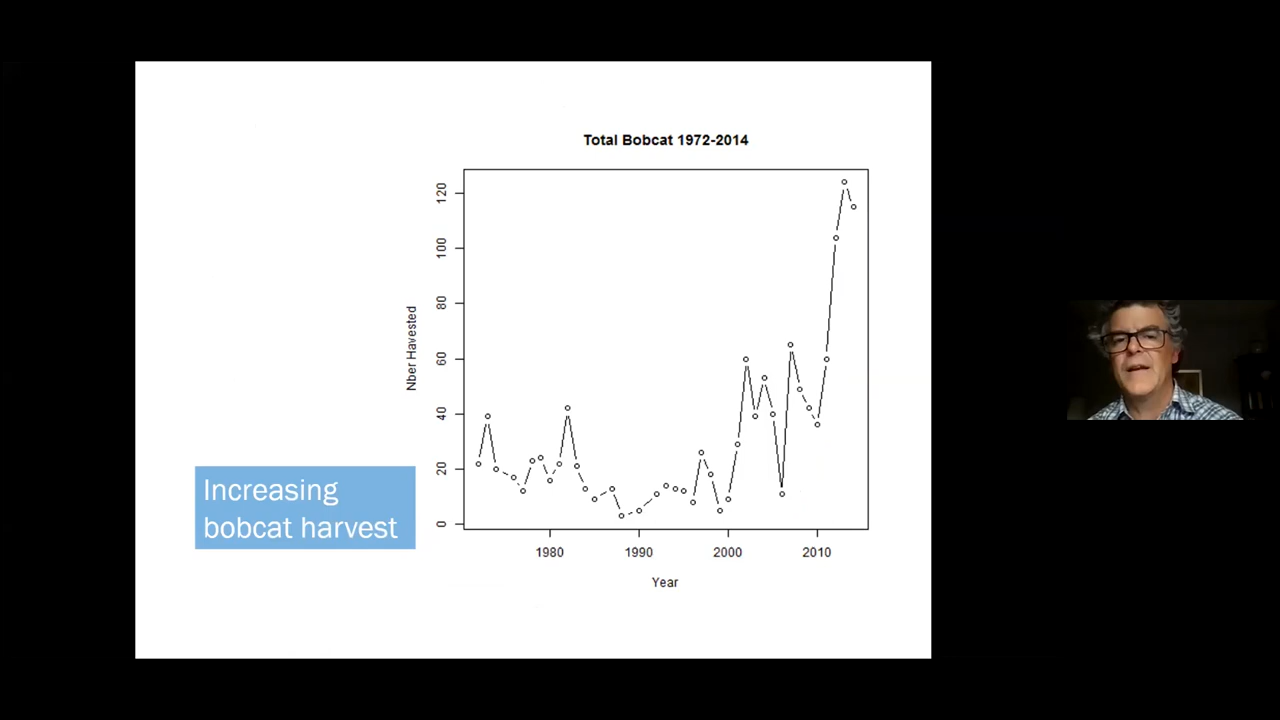 Total Bobcat 1972-2014
120
100
80
60
40
20
0
Nber Havested
1980 1990 2000 2010
Year
Increasing
bobcat harvest